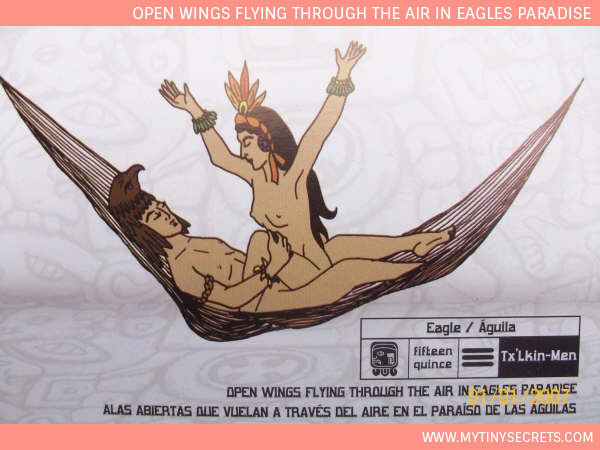 OPEN WINGS FLYING THROUGH THE AIR IN EAGLES PARADISE
Eagle / Águila
fifteen
quince
Tx'Lkin-Men
OPEN WINGS FLYING THROUGH THE AIR IN EAGLES PARADISE
01/01/2007
ALAS ABIERTAS QUE VUELAN A TRAVÉS DEL AIRE EN EL PARAÍSO DE LAS ÁGUILAS
WWW.MYTINYSECRETS.COM